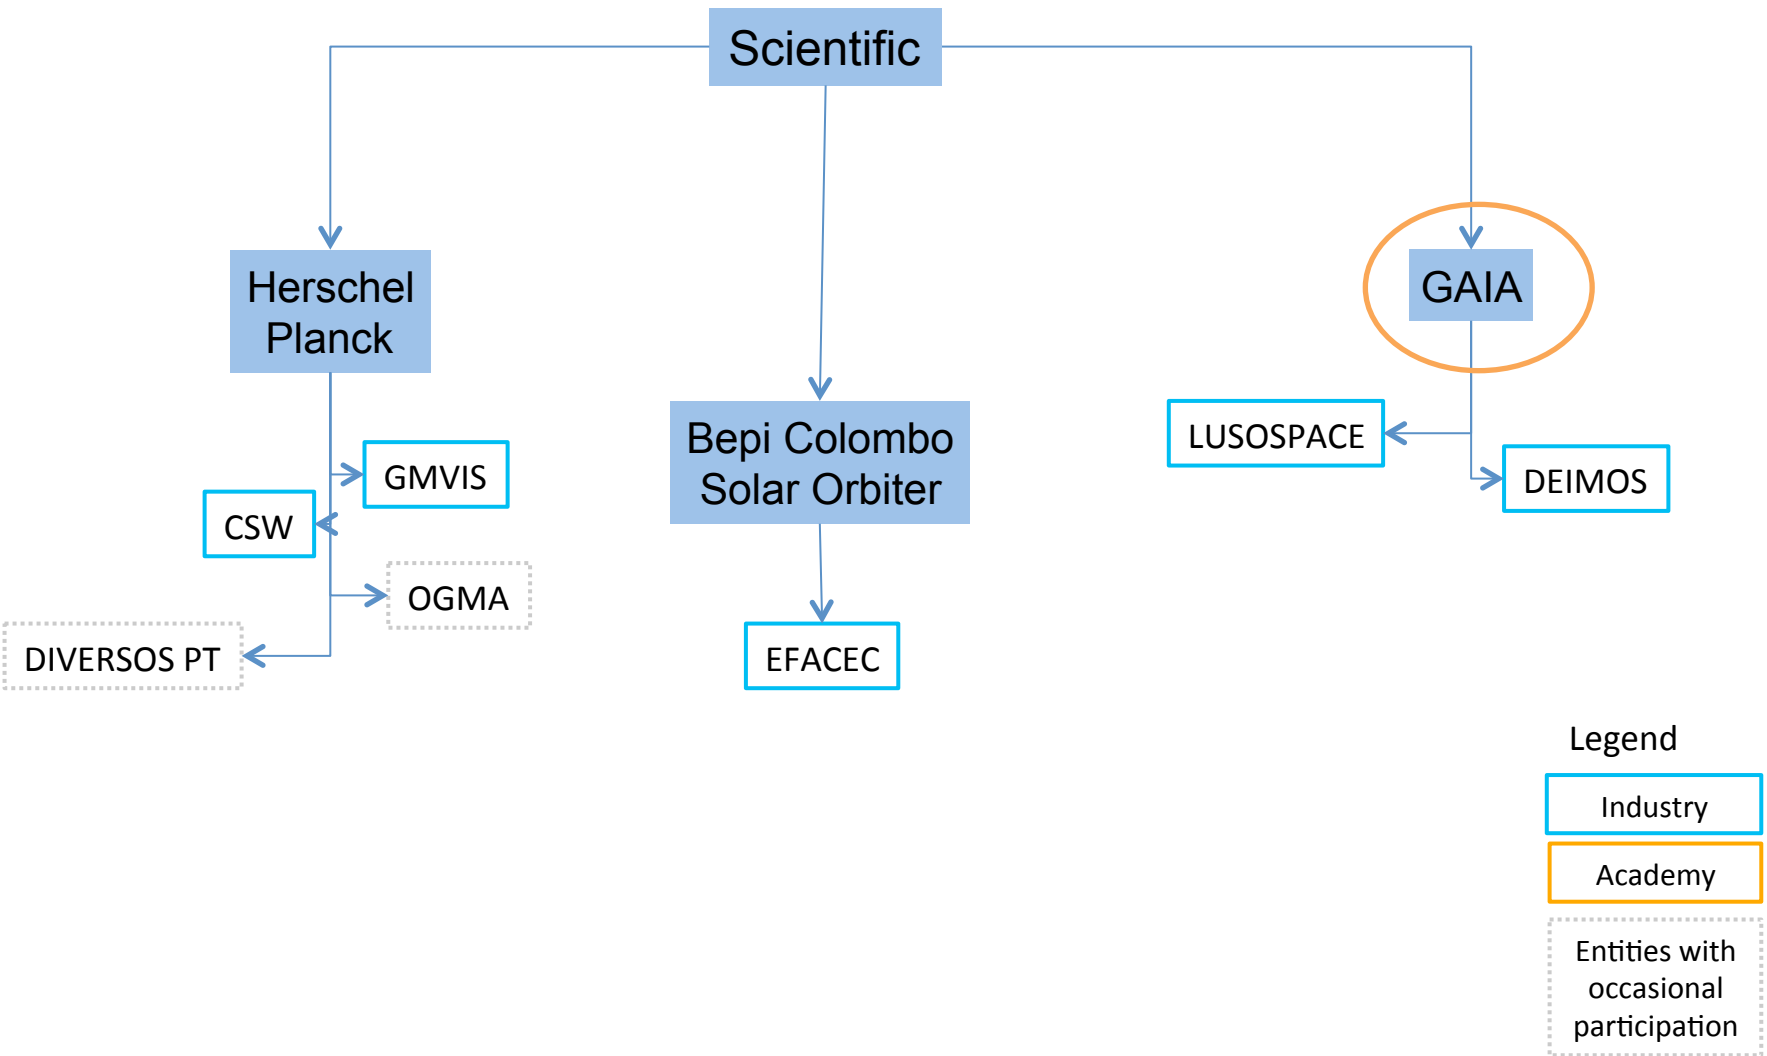 Scientific
Herschel
Planck
GAIA
Bepi Colombo
Solar Orbiter
LUSOSPACE
GMVIS
DEIMOS
CSW
OGMA
DIVERSOS PT
EFACEC
Legend
Industry
Academy
Entities with
occasional
participation